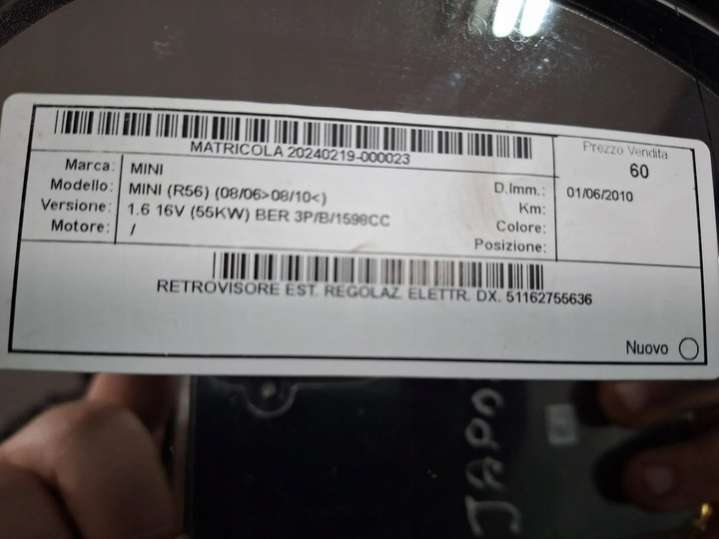 MATRICOLA 20240219-000023
Prezzo Vendita
60
Marca: MINI
Modello: MINI (R56) (08/06>08/10<)
Versione: 1.6 16V (55KW) BER 3P/B/1598CC
Motore: /
D.Imm.: 01/06/2010
Km:
Colore:
Posizione:
RETROVISORE EST. REGOLAZ. ELETTR. DX. 51162755636
Nuovo